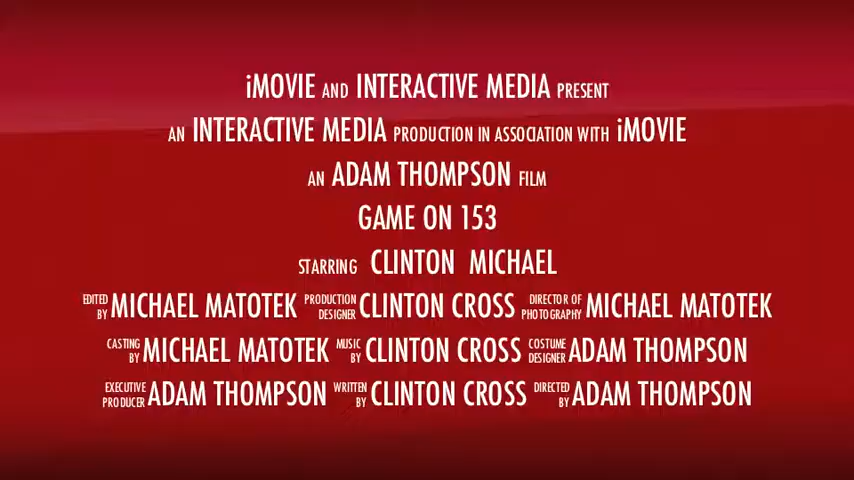 iMOVIE AND INTERACTIVE MEDIA PRESENT
AN INTERACTIVE MEDIA PRODUCTION IN ASSOCIATION WITH iMOVIE
AN ADAM THOMPSON FILM
GAME ON 153
STARRING CLINTON MICHAEL
EDITED BY MICHAEL MATOTEK PRODUCTION DESIGNER CLINTON CROSS DIRECTOR OF PHOTOGRAPHY MICHAEL MATOTEK
CASTING BY MICHAEL MATOTEK MUSIC BY CLINTON CROSS COSTUME DESIGNER ADAM THOMPSON
EXECUTIVE PRODUCER ADAM THOMPSON WRITTEN BY CLINTON CROSS DIRECTED BY ADAM THOMPSON